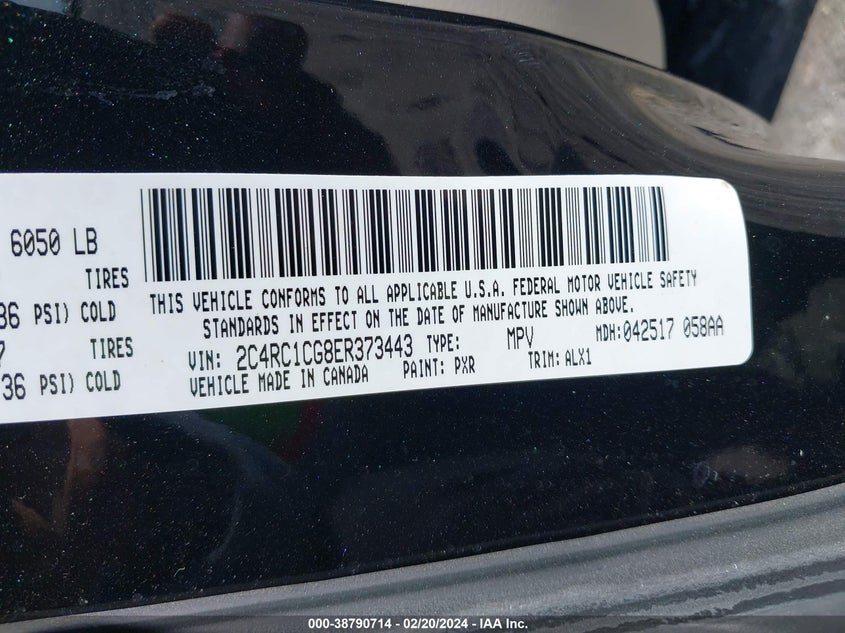 6050 LB
TIRES
36 PSI) COLD
7
TIRES
36 PSI) COLD
THIS VEHICLE CONFORMS TO ALL APPLICABLE U.S.A. FEDERAL MOTOR VEHICLE SAFETY
STANDARDS IN EFFECT ON THE DATE OF MANUFACTURE SHOWN ABOVE.
VIN: 2C4RC1CG8ER373443 TYPE: MPV MDH: 042517 058AA
VEHICLE MADE IN CANADA PAINT: PXR TRIM: ALX1
000-38790714 - 02/20/2024 - IAA Inc.